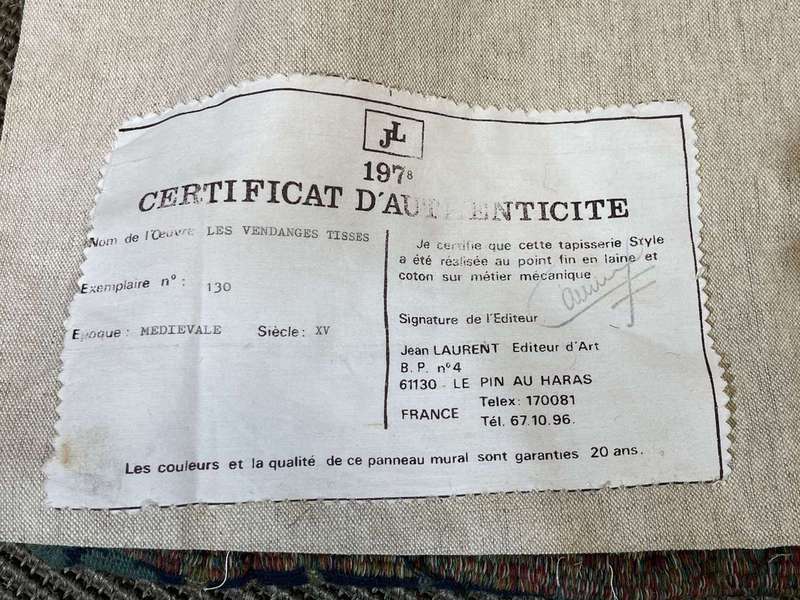 JL
1978
CERTIFICAT D'AUTHENTICITE
Nom de l'Œuvre LES VENDANGES TISSES
Exemplaire n° : 130
Epoque : MEDIEVALE Siècle : XV
Je certifie que cette tapisserie Style
a été réalisée au point fin en laine et
coton sur métier mécanique
Signature de l'Editeur
Jean LAURENT Editeur d'Art
B. P. n° 4
61130 - LE PIN AU HARAS
Telex : 170081
FRANCE Tél. 67.10.96.
Les couleurs et la qualité de ce panneau mural sont garanties 20 ans.